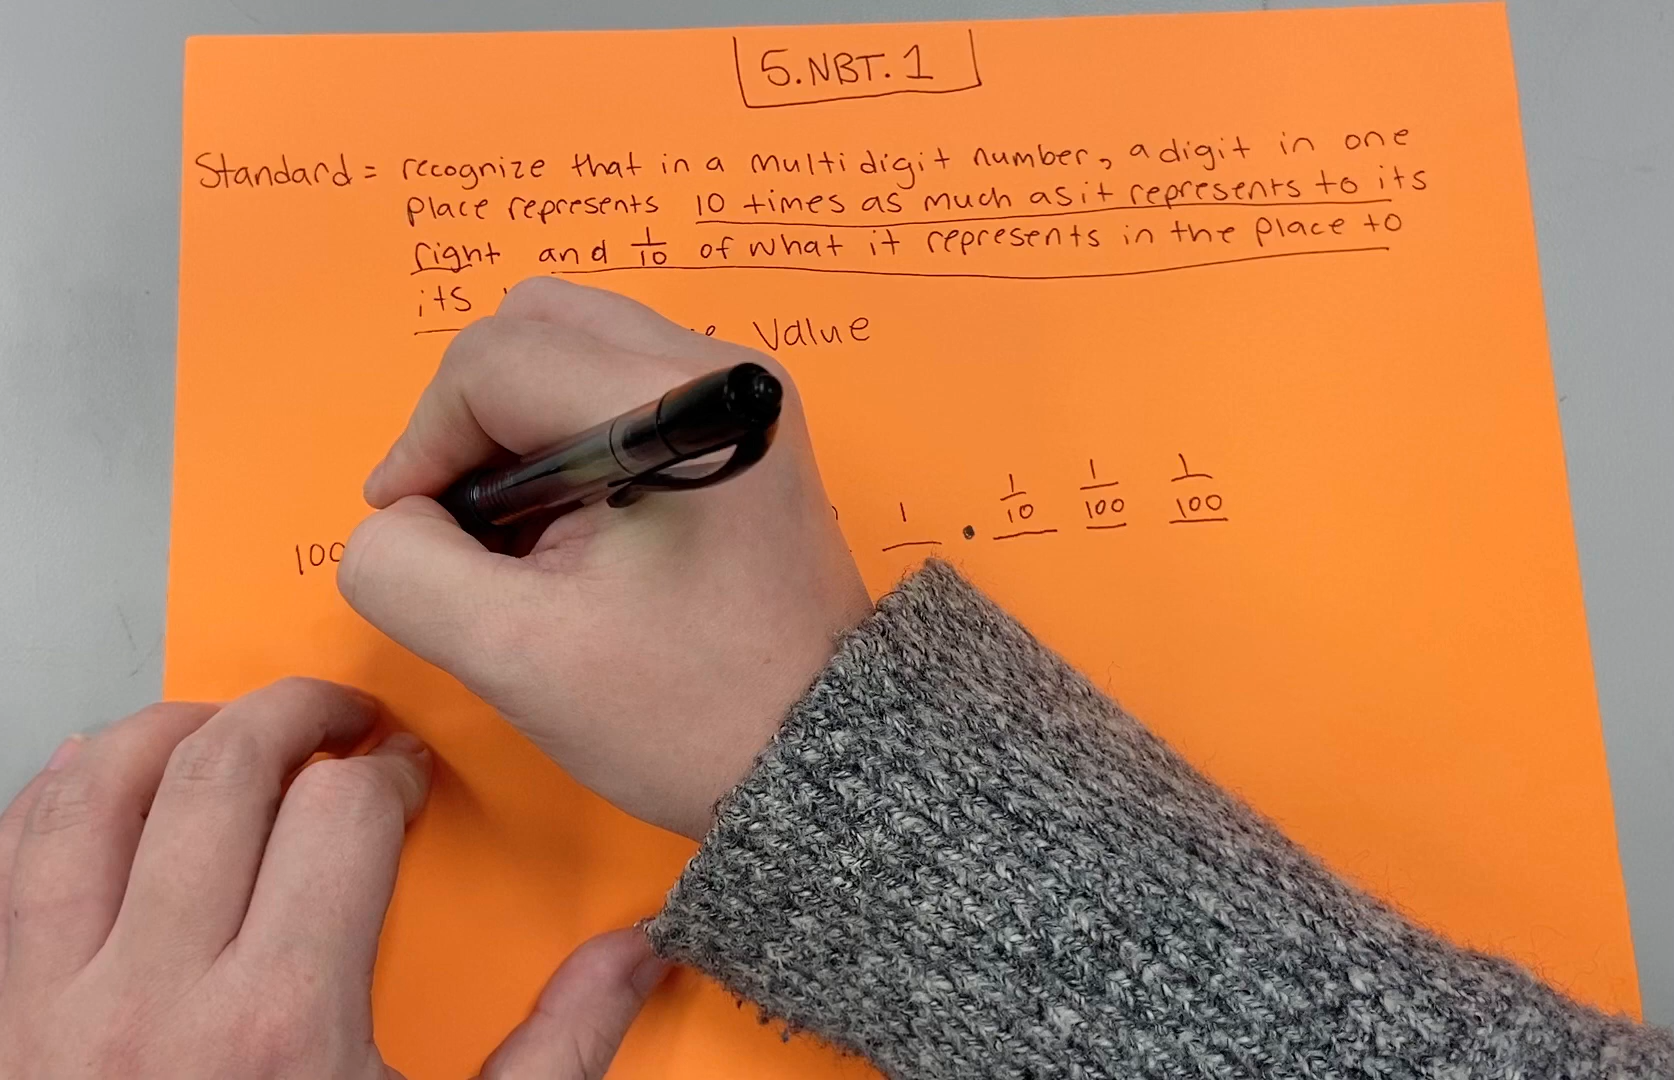 5.NBT.1
Standard = recognize that in a multi digit number, a digit in one
place represents 10 times as much as it represents to its
right and 1/10 of what it represents in the place to
its
Value
1 . 1/10 1/100 1/100
100